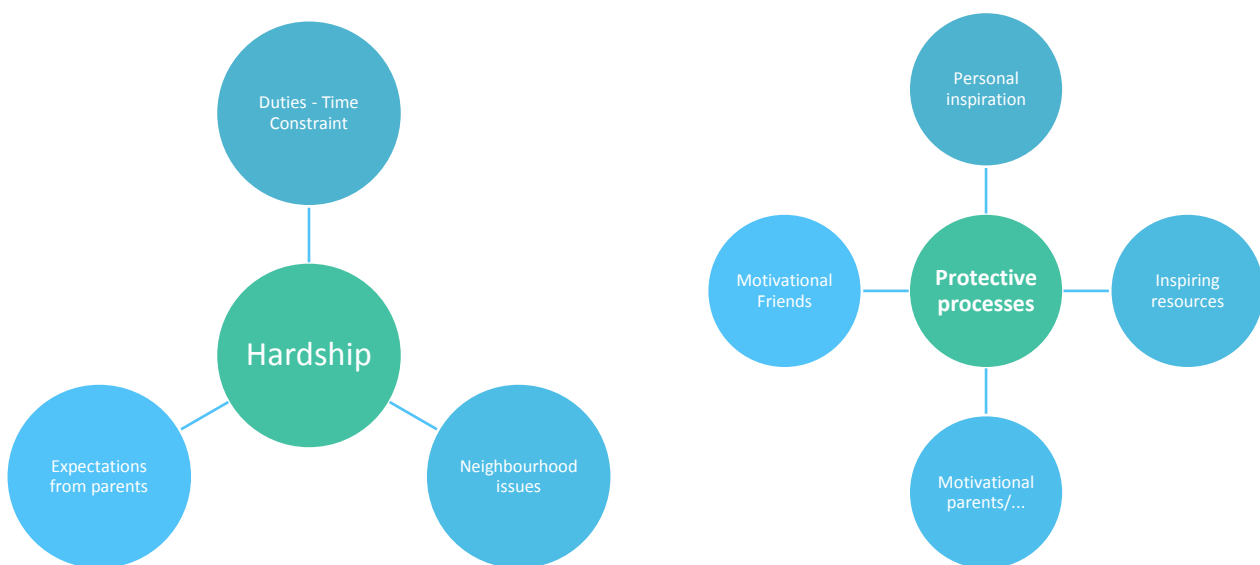 Duties - Time
Constraint
Hardship
Expectations
from parents
Neighbourhood
issues
Personal
inspiration
Motivational
Friends
Protective
processes
Inspiring
resources
Motivational
parents/...